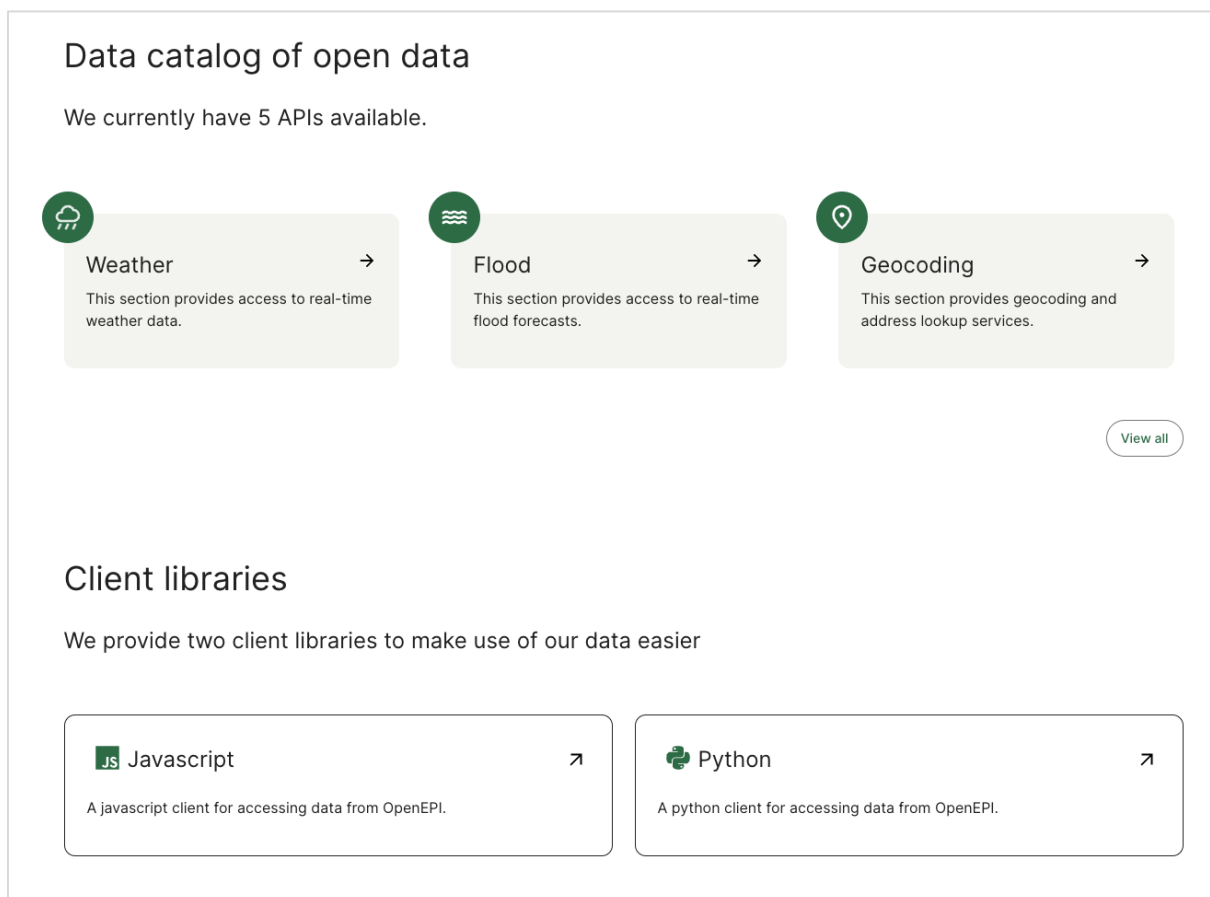 Data catalog of open data
We currently have 5 APIs available.
Weather
This section provides access to real-time
weather data.
Flood
This section provides access to real-time
flood forecasts.
Geocoding
This section provides geocoding and
address lookup services.
View all
Client libraries
We provide two client libraries to make use of our data easier
JS Javascript
A javascript client for accessing data from OpenEPI.
Python
A python client for accessing data from OpenEPI.